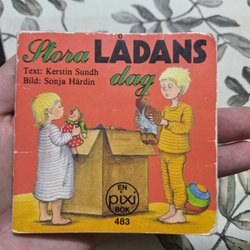 Stora LÅDANS
dag
Text: Kerstin Sundh
Bild: Sonja Härdin
EN
pixi
BOK
483